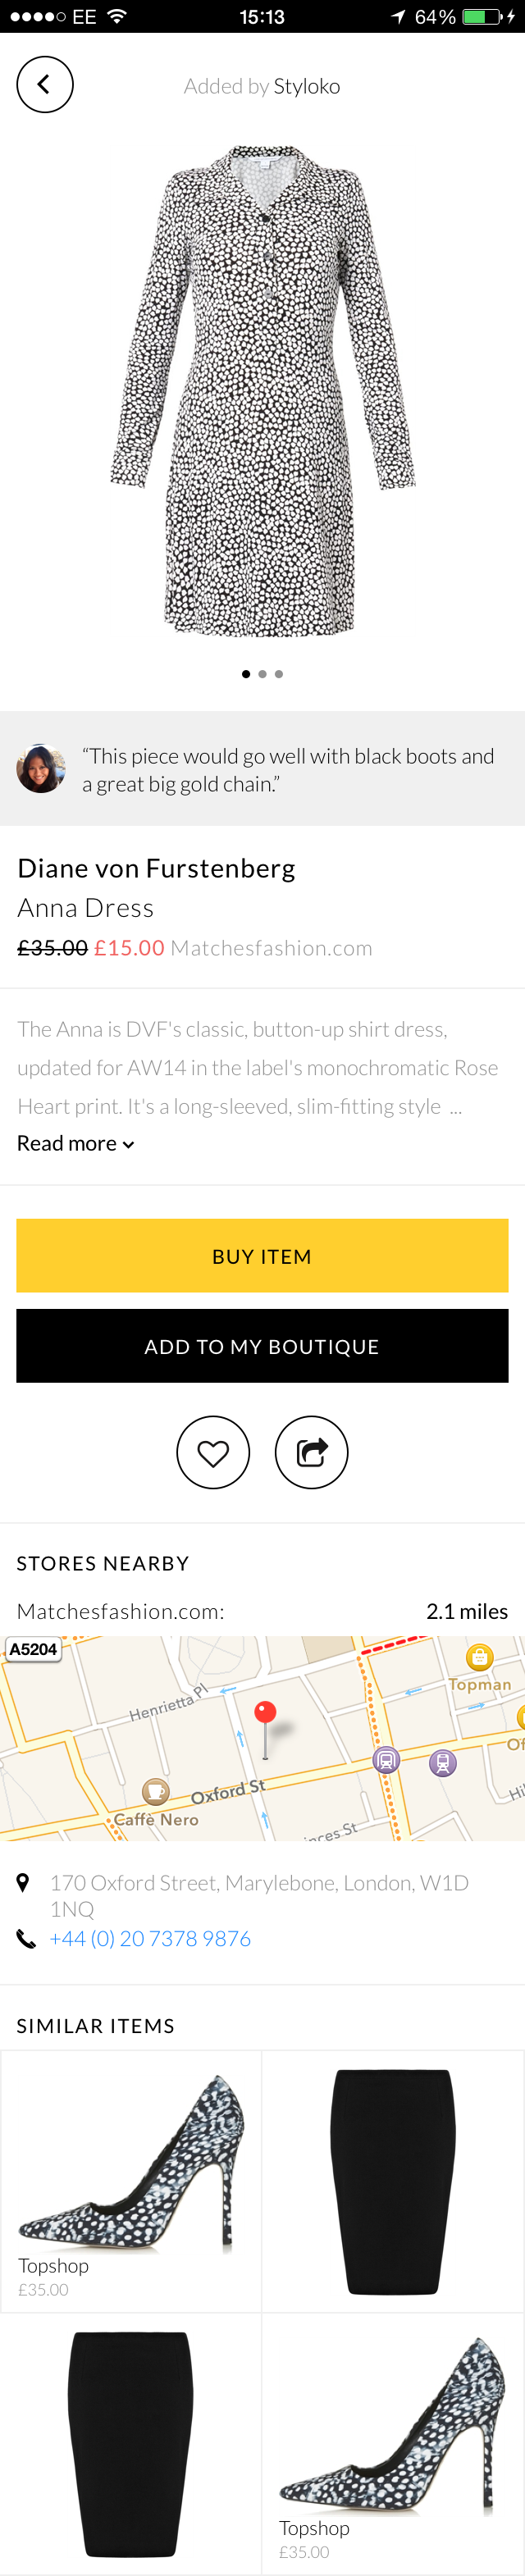 EE 15:13 64%
Added by Styloko
“This piece would go well with black boots and
a great big gold chain.”
Diane von Furstenberg
Anna Dress
£35.00 £15.00 Matchesfashion.com
The Anna is DVF's classic, button-up shirt dress,
updated for AW14 in the label's monochromatic Rose
Heart print. It's a long-sleeved, slim-fitting style ...
Read more
BUY ITEM
ADD TO MY BOUTIQUE
STORES NEARBY
Matchesfashion.com: 2.1 miles
A5204
Topman
Henrietta Pl
Of
Oxford St
Hil
Caffè Nero
inces St
170 Oxford Street, Marylebone, London, W1D
1NQ
+44 (0) 20 7378 9876
SIMILAR ITEMS
Topshop
£35.00
Topshop
£35.00